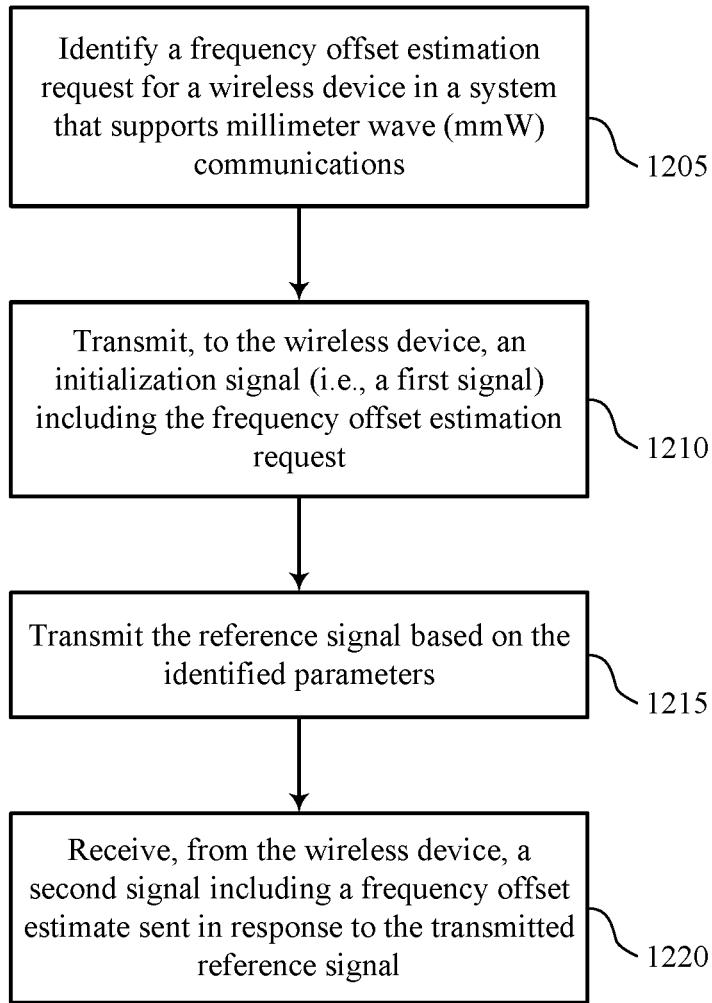 Identify a frequency offset estimation
request for a wireless device in a system
that supports millimeter wave (mmW)
communications
1205
Transmit, to the wireless device, an
initialization signal (i.e., a first signal)
including the frequency offset estimation
request
1210
Transmit the reference signal based on the
identified parameters
1215
Receive, from the wireless device, a
second signal including a frequency offset
estimate sent in response to the transmitted
reference signal
1220